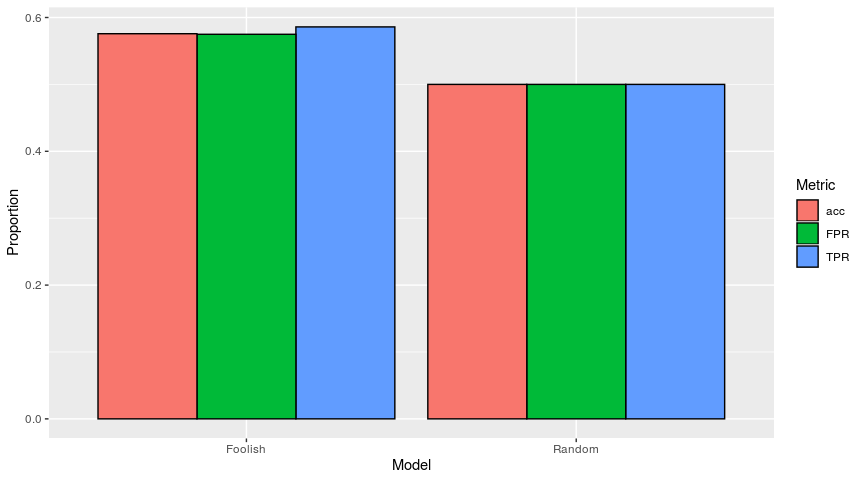 Proportion
0.6
0.4
0.2
0.0
Foolish
Random
Model
Metric
acc
FPR
TPR